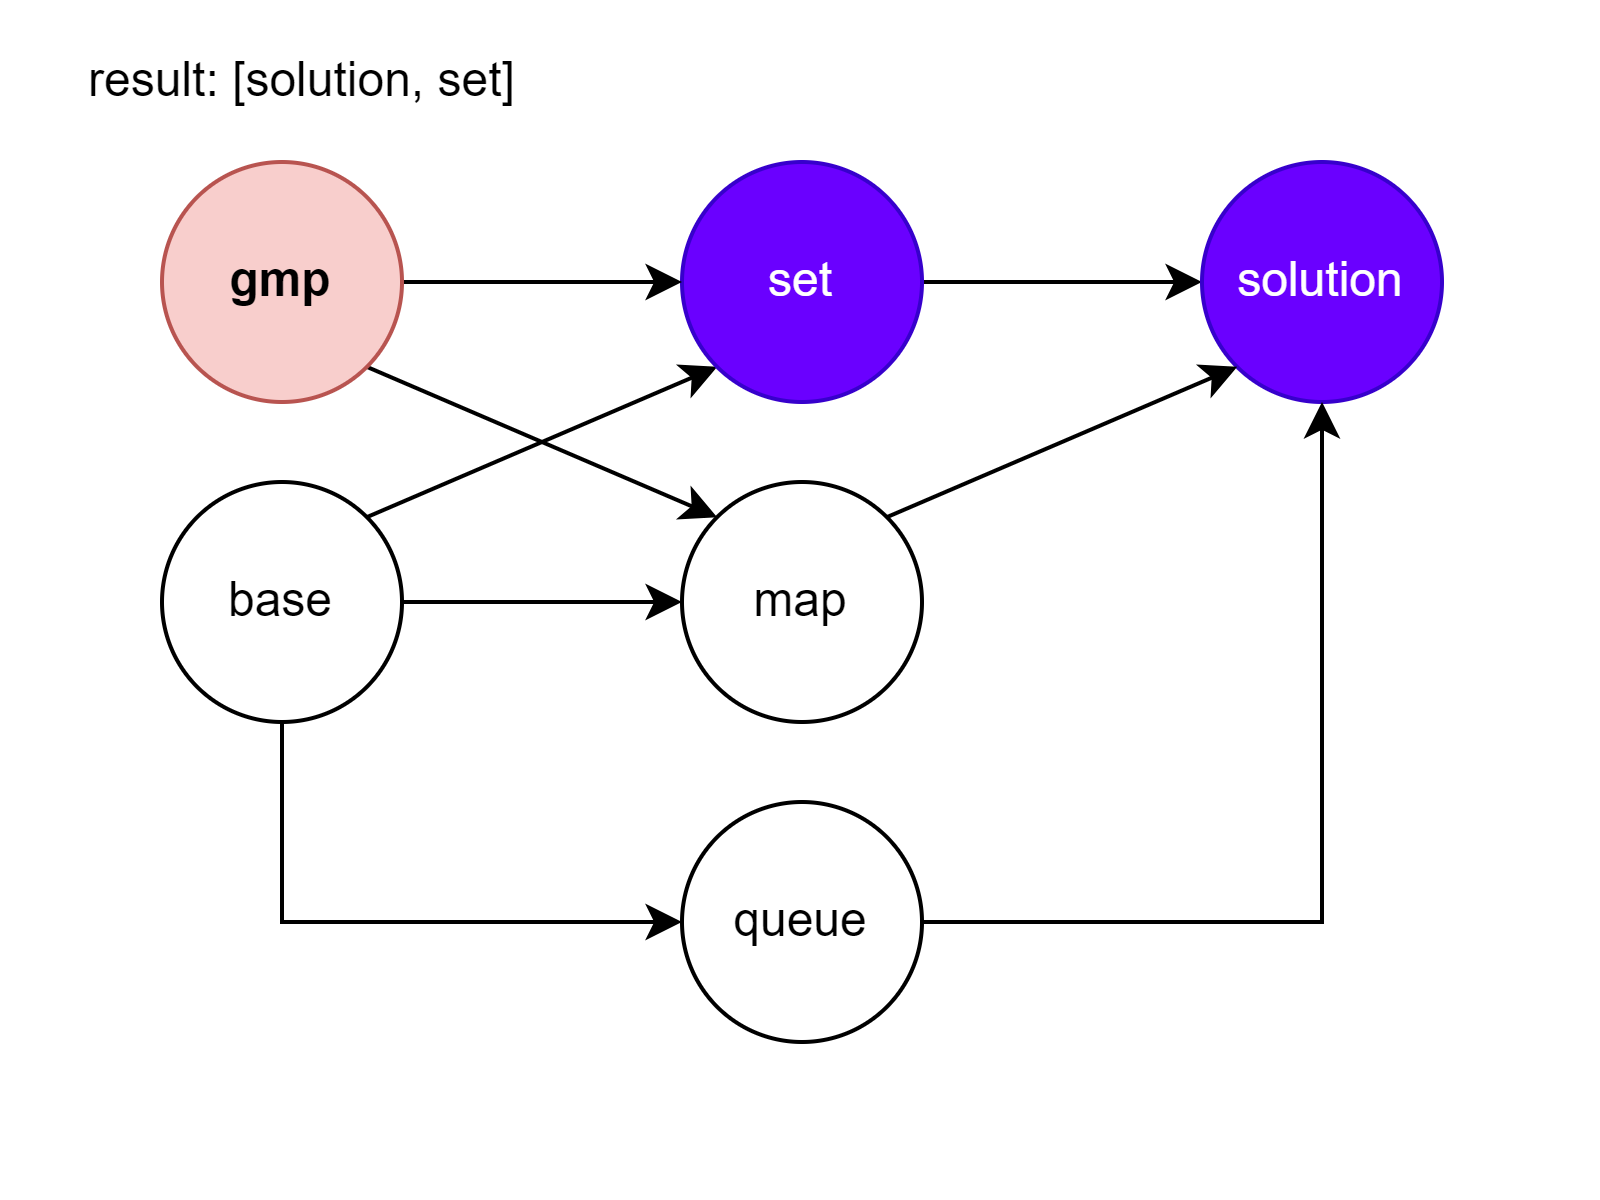 result: [solution, set]
gmp
set
solution
base
map
queue